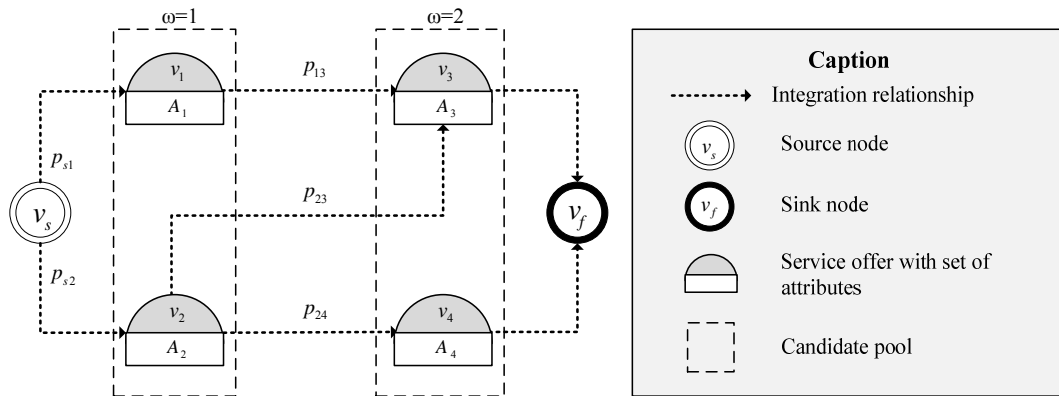 ω=1
ω=2
v1
A1
p13
v3
A3
ps1
vs
ps2
p23
vf
v2
A2
p24
v4
A4
Caption
Integration relationship
vs
Source node
vf
Sink node
Service offer with set of
attributes
Candidate pool